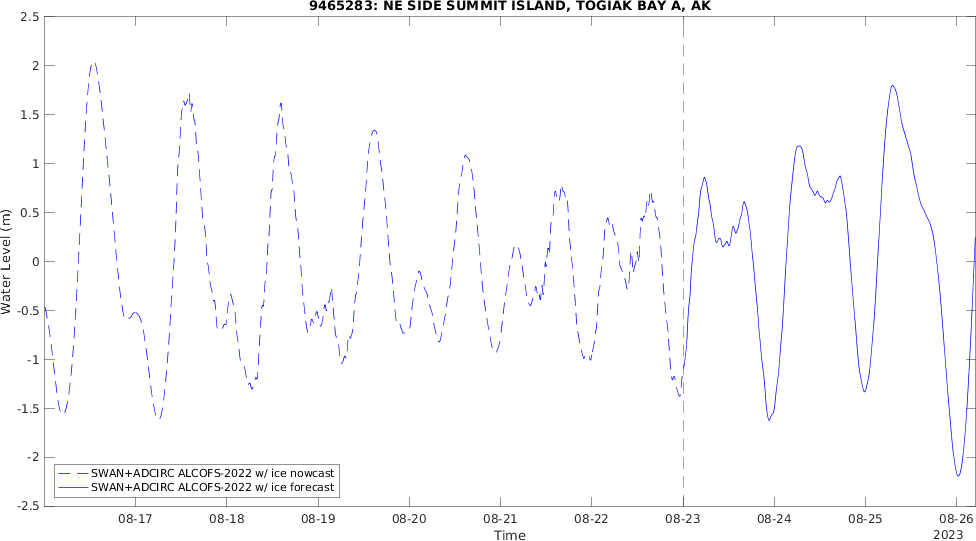 9465283: NE SIDE SUMMIT ISLAND, TOGIAK BAY A, AK
2.5
2
1.5
1
0.5
0
-0.5
-1
-1.5
-2
-2.5
Water Level (m)
SWAN+ADCIRC ALCOFS-2022 w/ ice nowcast
SWAN+ADCIRC ALCOFS-2022 w/ ice forecast
08-17 08-18 08-19 08-20 08-21 08-22 08-23 08-24 08-25 08-26
Time
2023